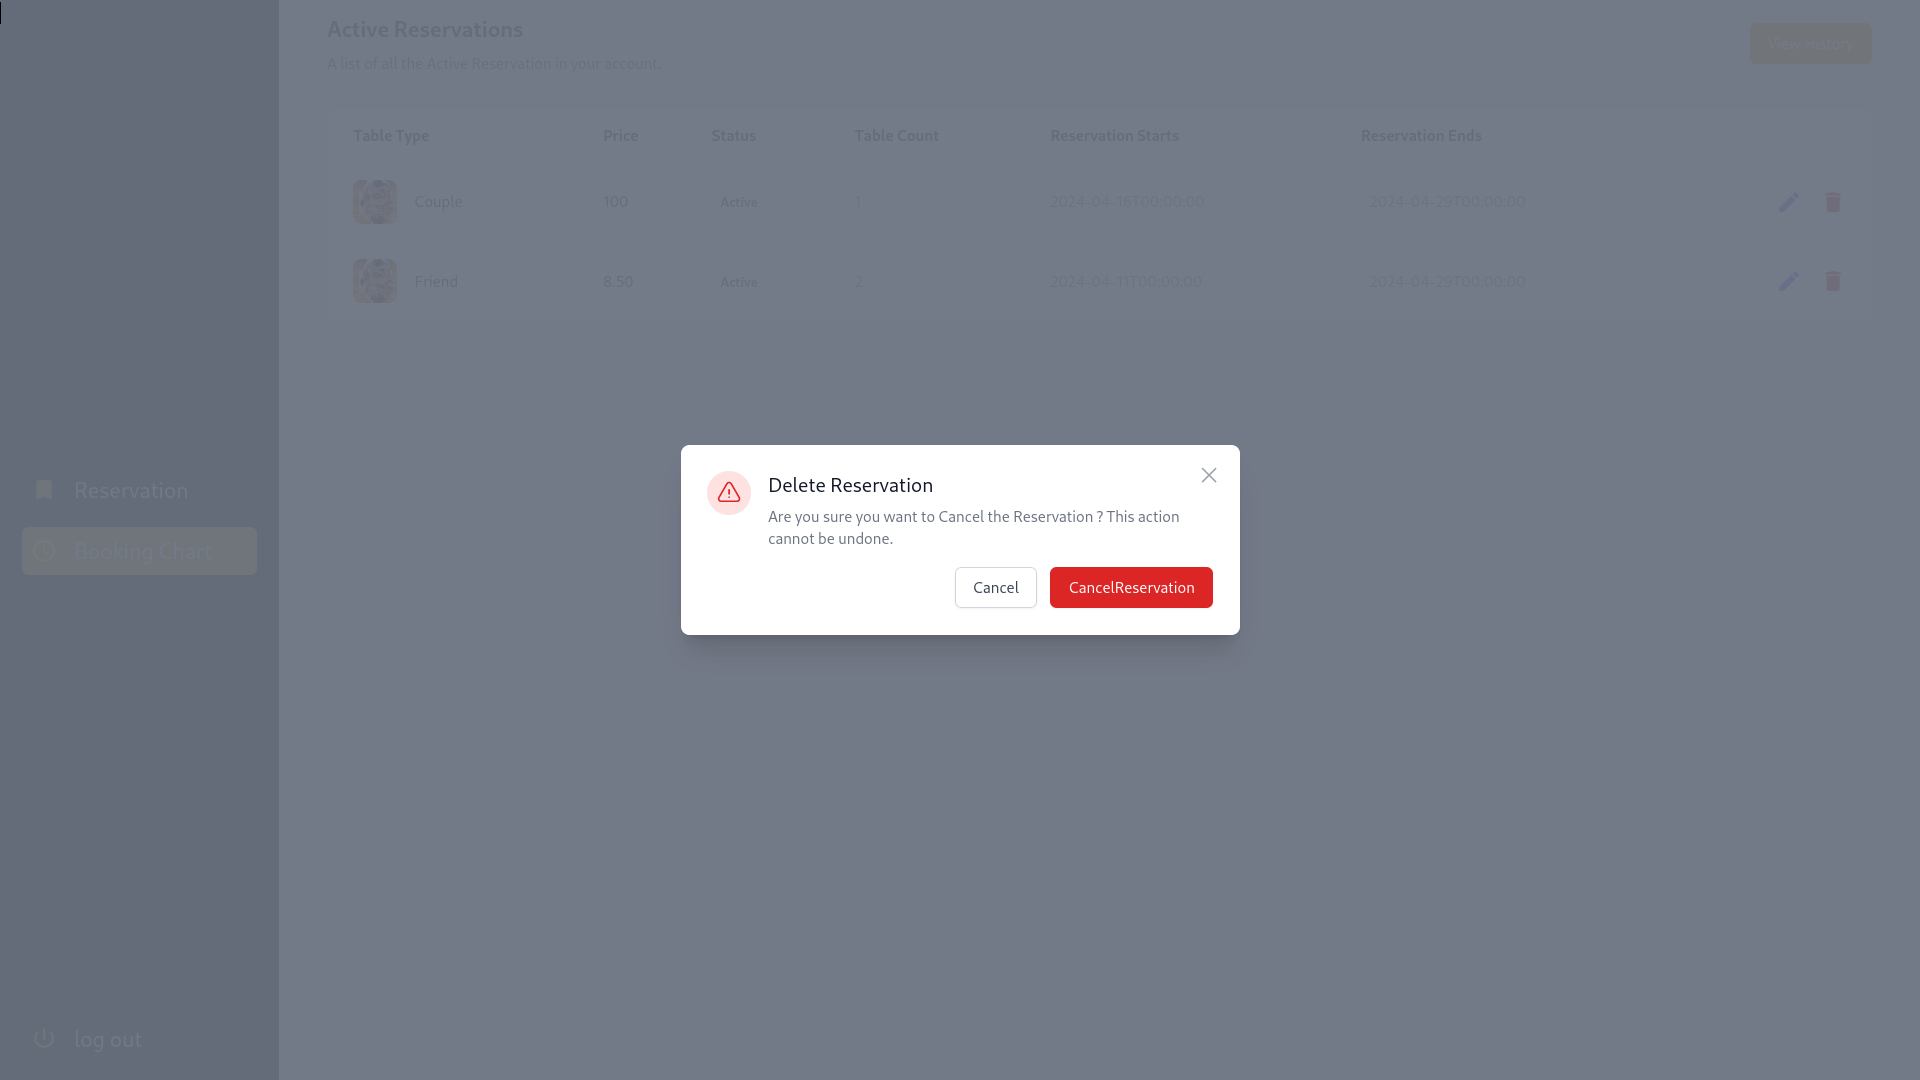 Active Reservations
A list of all the Active Reservation in your account.
View History
Table Type Price Status Table Count Reservation Starts Reservation Ends
Couple 100 Active 1 2024-04-16T00:00:00 2024-04-29T00:00:00
Friend 8.50 Active 2 2024-04-11T00:00:00 2024-04-29T00:00:00
Reservation
Booking Chart
log out
Delete Reservation
Are you sure you want to Cancel the Reservation ? This action
cannot be undone.
Cancel CancelReservation